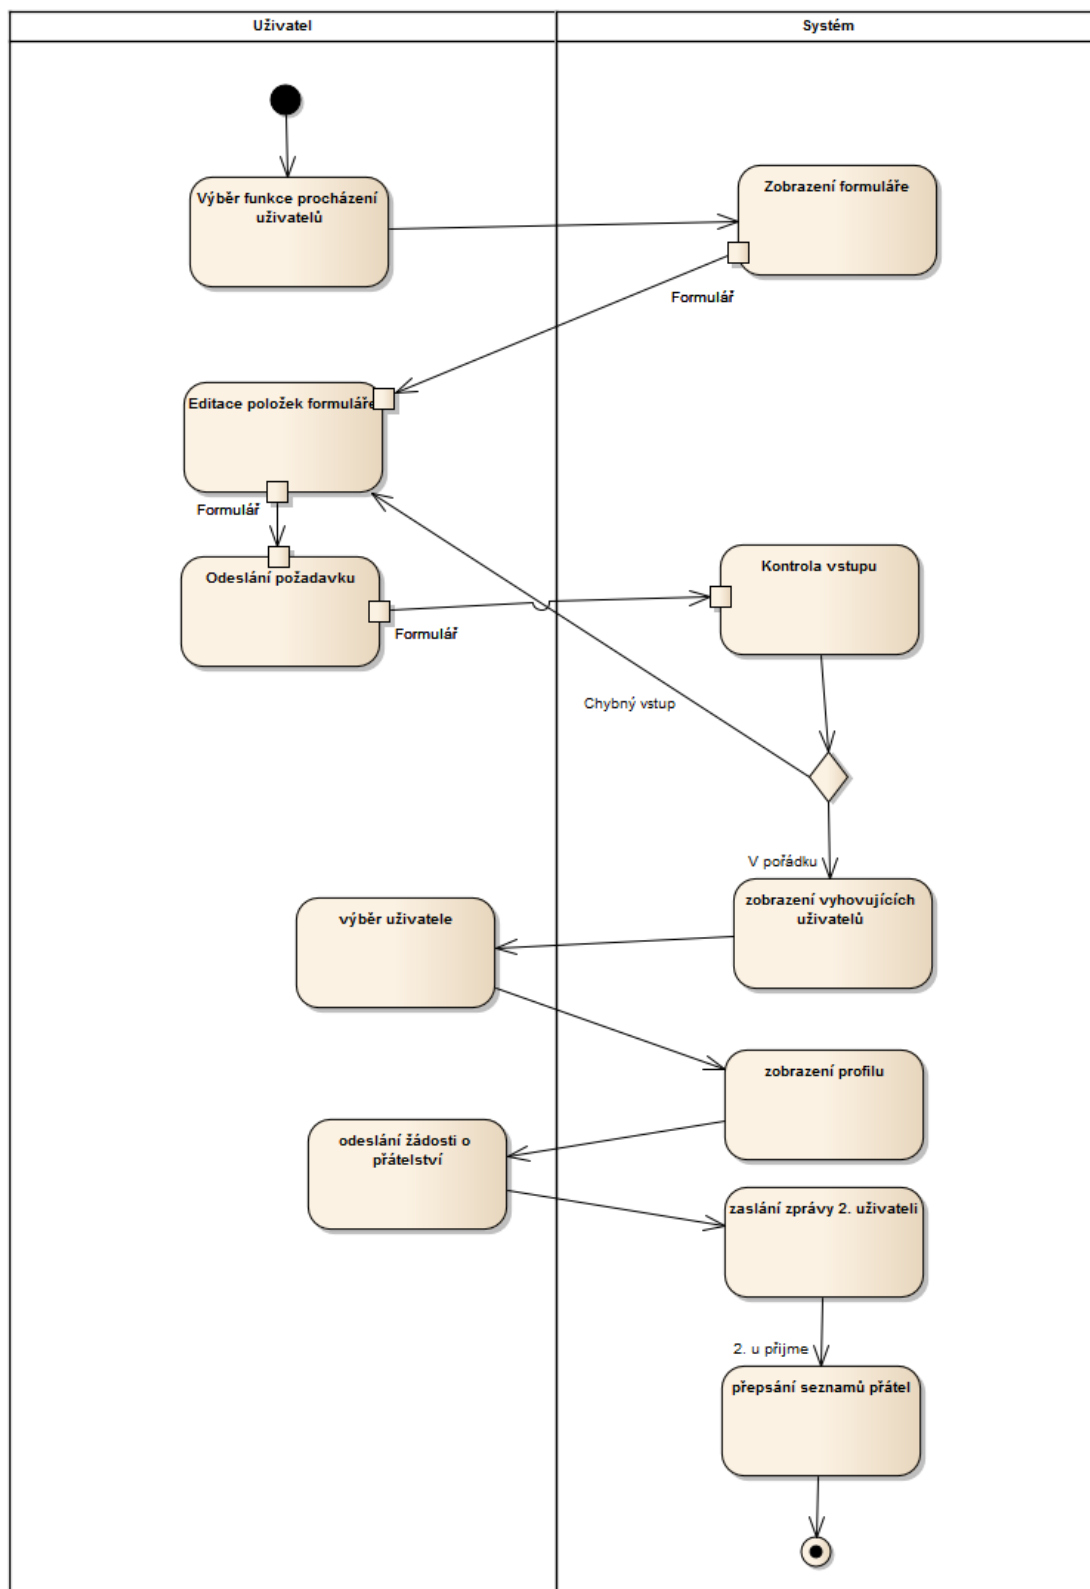 Uživatel
Systém
Výběr funkce procházení
uživatelů
Zobrazení formuláře
Formulář
Editace položek formuláře
Formulář
Odeslání požadavku
Formulář
Kontrola vstupu
Chybný vstup
V pořádku
zobrazení vyhovujících
uživatelů
výběr uživatele
zobrazení profilu
odeslání žádosti o
přátelství
zaslání zprávy 2. uživateli
2. u přijme
přepsání seznamů přátel